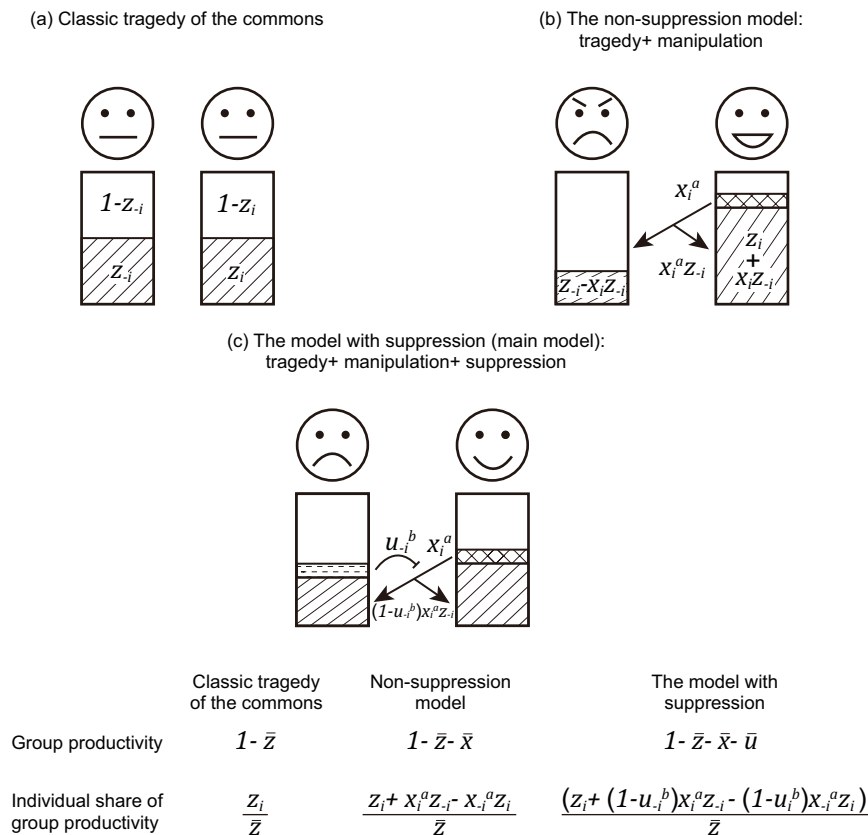 (a) Classic tragedy of the commons
(b) The non-suppression model:
tragedy+ manipulation
1-z₋ᵢ
1-zᵢ
z₋ᵢ
zᵢ
xᵢᵃ
xᵢᵃz₋ᵢ
z₋ᵢ-xᵢz₋ᵢ
zᵢ
+
xᵢz₋ᵢ
(c) The model with suppression (main model):
tragedy+ manipulation+ suppression
u₋ᵢᵇ
xᵢᵃ
(1-u₋ᵢᵇ)xᵢᵃz₋ᵢ
Classic tragedy
of the commons
Non-suppression
model
The model with
suppression
Group productivity
1- z̄
1- z̄- x̄
1- z̄- x̄- ū
Individual share of
group productivity
zᵢ
z̄
zᵢ+ xᵢᵃz₋ᵢ- x₋ᵢᵃzᵢ
z̄
(zᵢ+ (1-u₋ᵢᵇ)xᵢᵃz₋ᵢ- (1-uᵢᵇ)x₋ᵢᵃzᵢ)
z̄